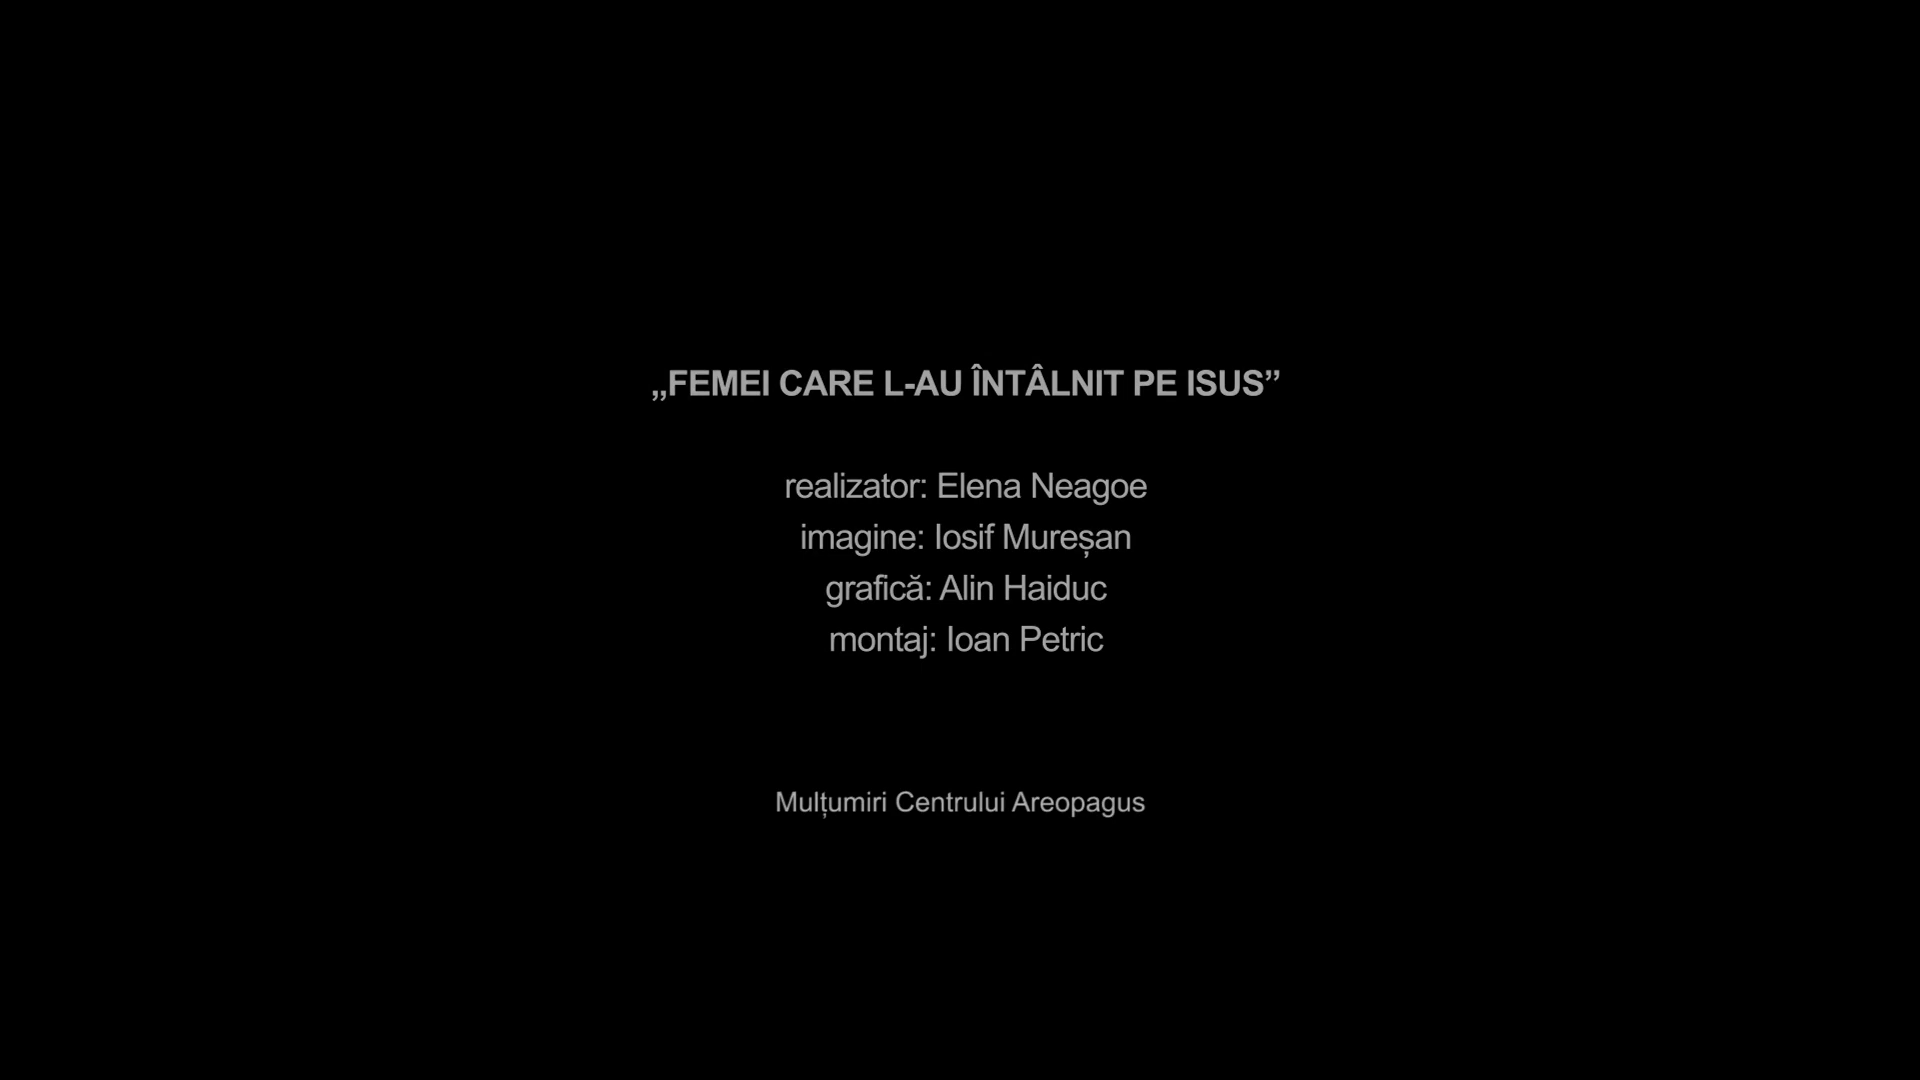 „FEMEI CARE L-AU ÎNTÂLNIT PE ISUS”
realizator: Elena Neagoe
imagine: Iosif Mureșan
grafică: Alin Haiduc
montaj: Ioan Petric
Mulțumiri Centrului Areopagus